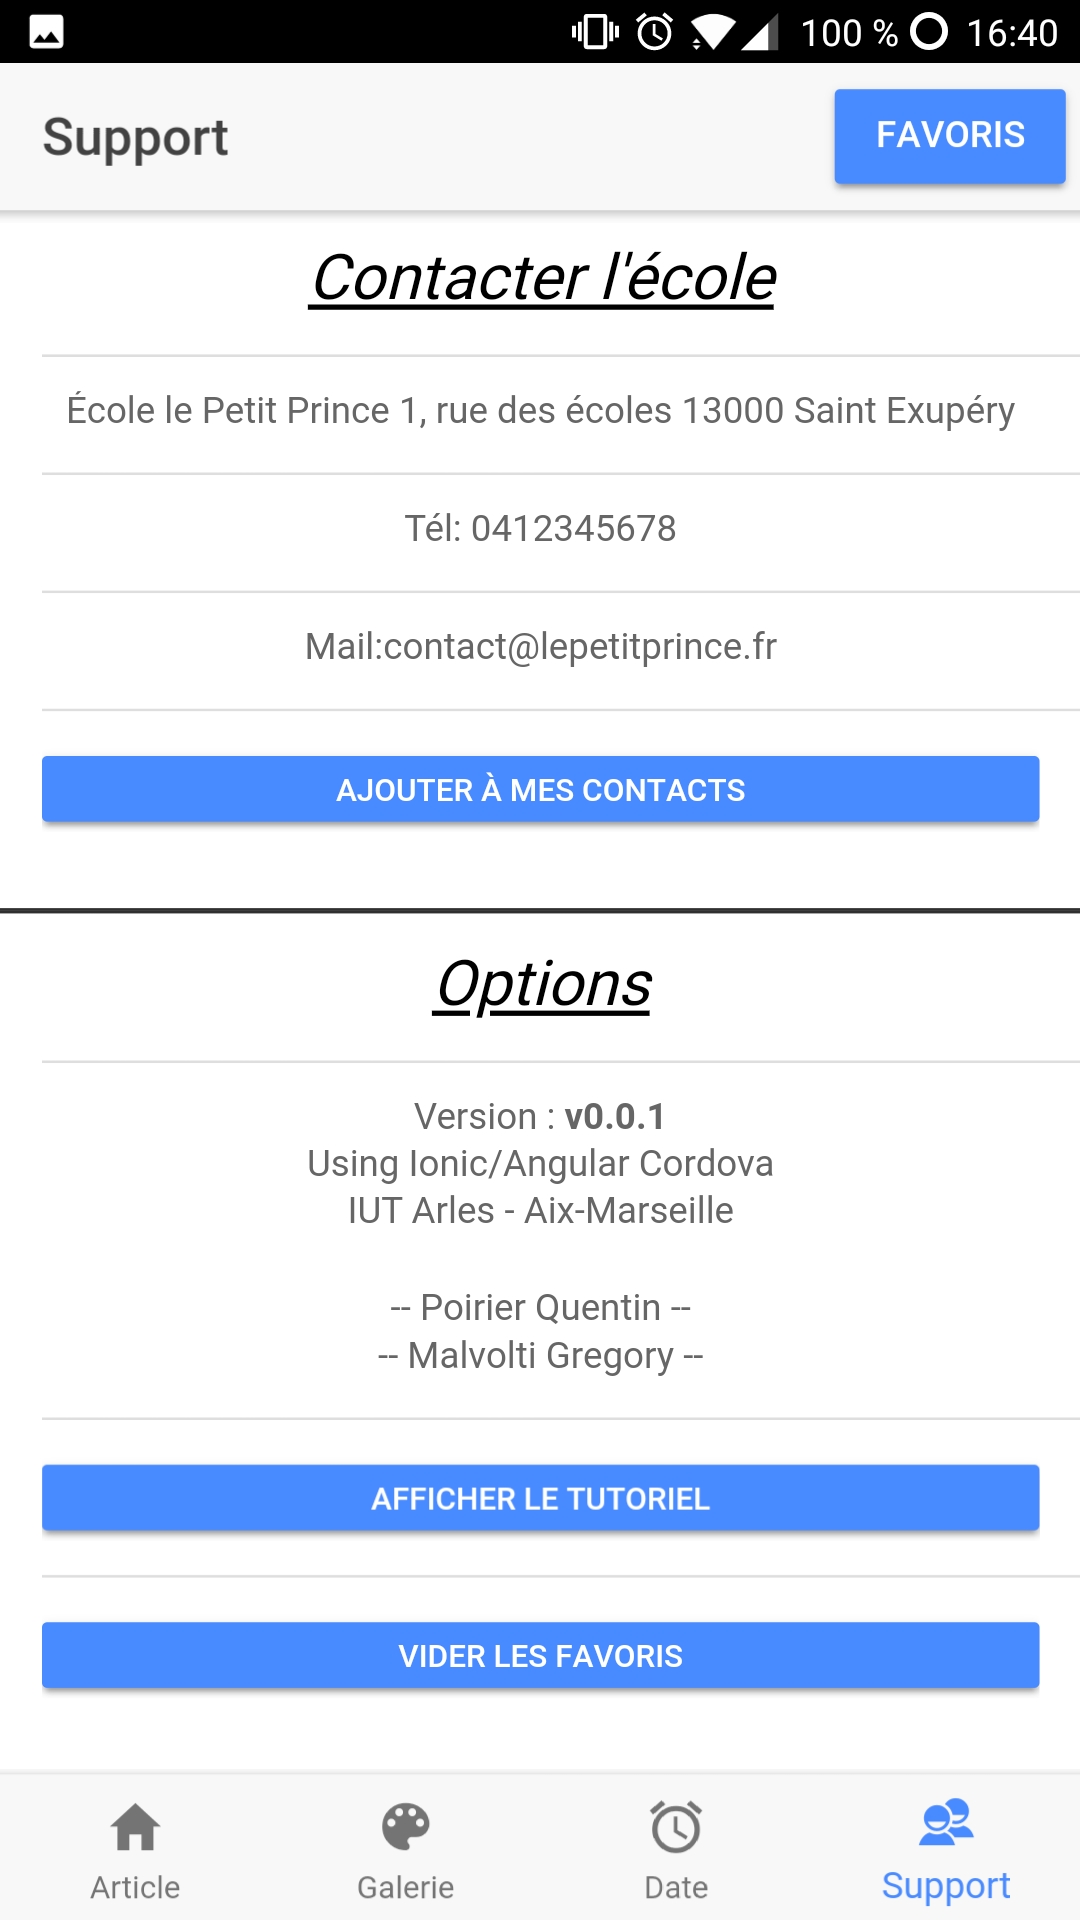 100 % 16:40
Support
FAVORIS
Contacter l'école
École le Petit Prince 1, rue des écoles 13000 Saint Exupéry
Tél: 0412345678
Mail:contact@lepetitprince.fr
AJOUTER À MES CONTACTS
Options
Version : v0.0.1
Using Ionic/Angular Cordova
IUT Arles - Aix-Marseille
-- Poirier Quentin --
-- Malvolti Gregory --
AFFICHER LE TUTORIEL
VIDER LES FAVORIS
Article
Galerie
Date
Support